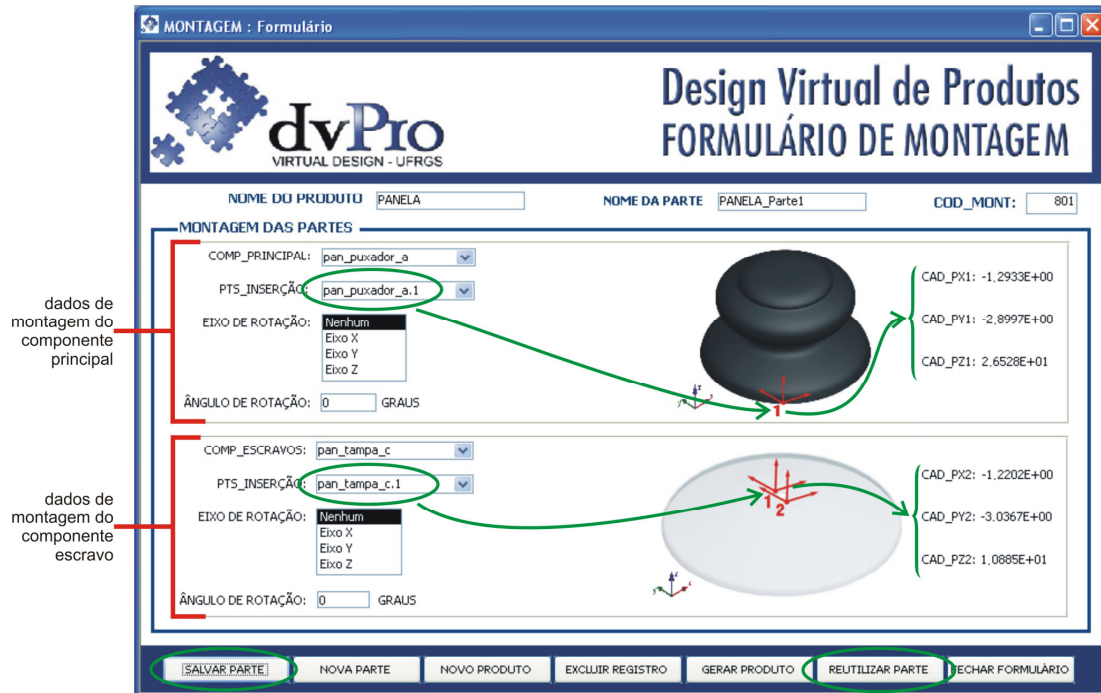 MONTAGEM : Formulário
dvPro
VIRTUAL DESIGN - UFRGS
Design Virtual de Produtos
FORMULÁRIO DE MONTAGEM
NOME DO PRODUTO PANELA NOME DA PARTE PANELA_Parte1 COD_MONT: 801
MONTAGEM DAS PARTES
dados de
montagem do
componente
principal
COMP_PRINCIPAL: pan_puxador_a
PTS_INSERÇÃO: pan_puxador_a.1
EIXO DE ROTAÇÃO: Nenhum
Eixo X
Eixo Y
Eixo Z
ÂNGULO DE ROTAÇÃO: 0 GRAUS
1
CAD_PX1: -1,2933E+00
CAD_PY1: -2,8997E+00
CAD_PZ1: 2,6528E+01
dados de
montagem do
componente
escravo
COMP_ESCRAVOS: pan_tampa_c
PTS_INSERÇÃO: pan_tampa_c.1
EIXO DE ROTAÇÃO: Nenhum
Eixo X
Eixo Y
Eixo Z
ÂNGULO DE ROTAÇÃO: 0 GRAUS
1 2
CAD_PX2: -1,2202E+00
CAD_PY2: -3,0367E+00
CAD_PZ2: 1,0885E+01
SALVAR PARTE NOVA PARTE NOVO PRODUTO EXCLUIR REGISTRO GERAR PRODUTO REUTILIZAR PARTE FECHAR FORMULÁRIO